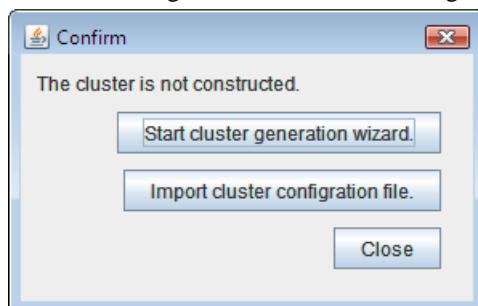 Confirm
The cluster is not constructed.
Start cluster generation wizard.
Import cluster configration file.
Close